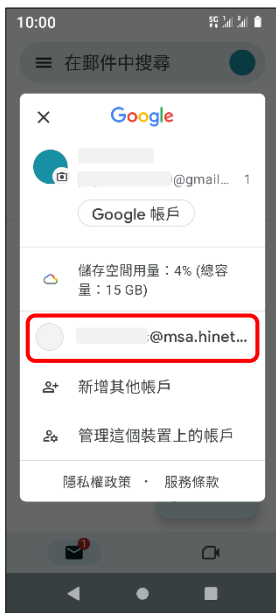 10:00 5G
在郵件中搜尋
Google
@gmail... 1
Google 帳戶
儲存空間用量：4% (總容
量：15 GB)
@msa.hinet...
新增其他帳戶
管理這個裝置上的帳戶
隱私權政策 · 服務條款
1